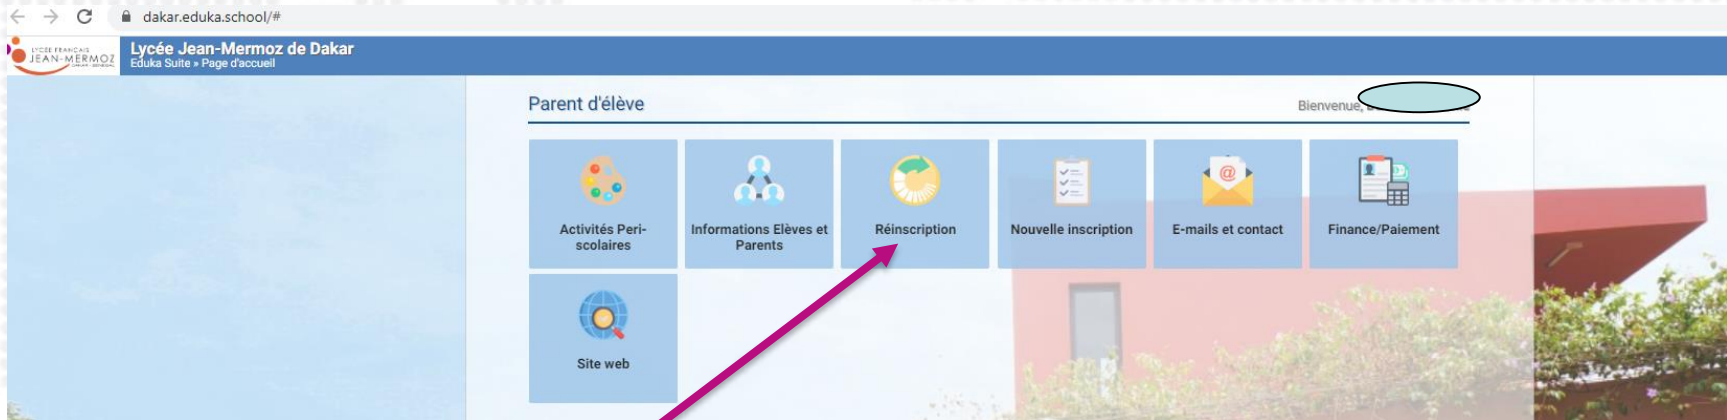 dakar.eduka.school/#
LYCÉE FRANÇAIS
JEAN-MERMOZ
Lycée Jean-Mermoz de Dakar
Eduka Suite » Page d'accueil
Parent d'élève
Bienvenue,
Activités Peri-
scolaires
Informations Elèves et
Parents
Réinscription
Nouvelle inscription
E-mails et contact
Finance/Paiement
Site web